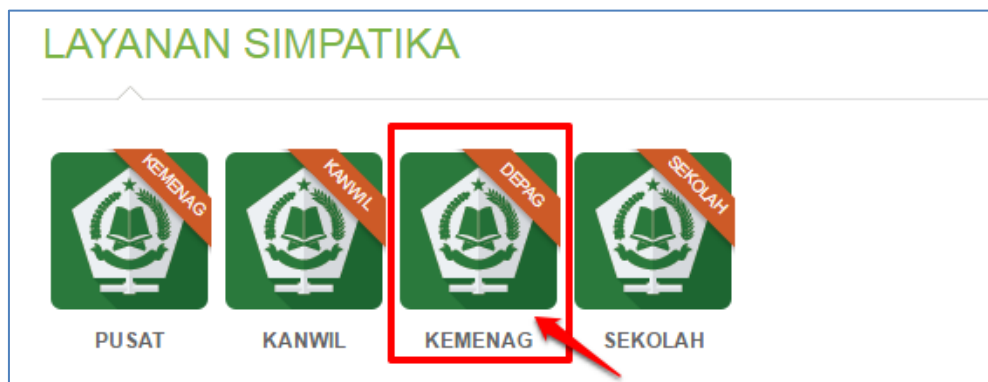 LAYANAN SIMPATIKA
KEMENAG
KANWIL
DEPAG
SEKOLAH
PUSAT
KANWIL
KEMENAG
SEKOLAH